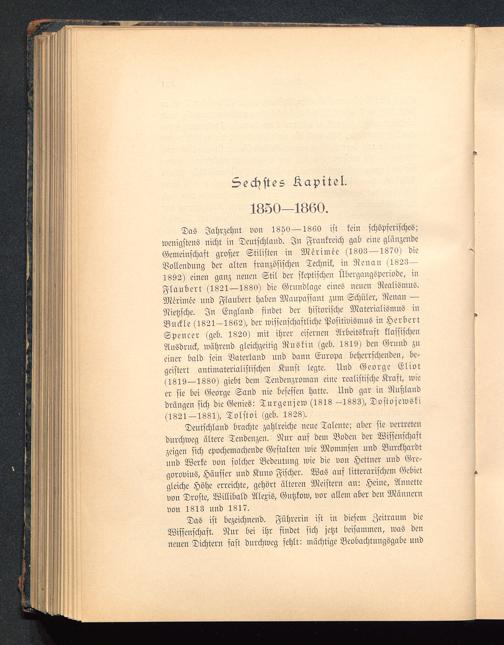 Sechstes Kapitel.
1850—1860.
Das Jahrzehnt von 1850—1860 ist kein schöpferisches;
wenigstens nicht in Deutschland. In Frankreich gab eine glänzende
Gemeinschaft großer Stilisten in Mérimée (1803—1870) die
Vollendung der alten französischen Technik, in Renan (1823—
1892) einen ganz neuen Stil der skeptischen Übergangsperiode, in
Flaubert (1821—1880) die Grundlage eines neuen Realismus.
Mérimée und Flaubert haben Maupassant zum Schüler, Renan —
Nietzsche. In England findet der historische Materialismus in
Buckle (1821—1862), der wissenschaftliche Positivismus in Herbert
Spencer (geb. 1820) mit ihrer eisernen Arbeitskraft klassischen
Ausdruck, während gleichzeitig Ruskin (geb. 1819) den Grund zu
einer bald sein Vaterland und dann Europa beherrschenden, be-
geistert antimaterialistischen Kunst legte. Und George Eliot
(1819—1880) giebt dem Tendenzroman eine realistische Kraft, wie
er sie bei George Sand nie besessen hatte. Und gar in Rußland
drängen sich die Genies: Turgenjew (1818—1883), Dostojewski
(1821—1881), Tolstoi (geb. 1828).
Deutschland brachte zahlreiche neue Talente; aber sie vertreten
durchweg ältere Tendenzen. Nur auf dem Boden der Wissenschaft
zeigen sich epochemachende Gestalten wie Mommsen und Burckhardt
und Werke von solcher Bedeutung wie die von Hettner und Gre-
gorovius, Häusser und Kuno Fischer. Was auf litterarischem Gebiet
gleiche Höhe erreichte, gehört älteren Meistern an: Heine, Annette
von Droste, Willibald Alexis, Gutzkow, vor allem aber den Männern
von 1813 und 1817.
Das ist bezeichnend. Führerin ist in diesem Zeitraum die
Wissenschaft. Nur bei ihr findet sich jetzt beisammen, was den
neuen Dichtern fast durchweg fehlt: mächtige Beobachtungsgabe und